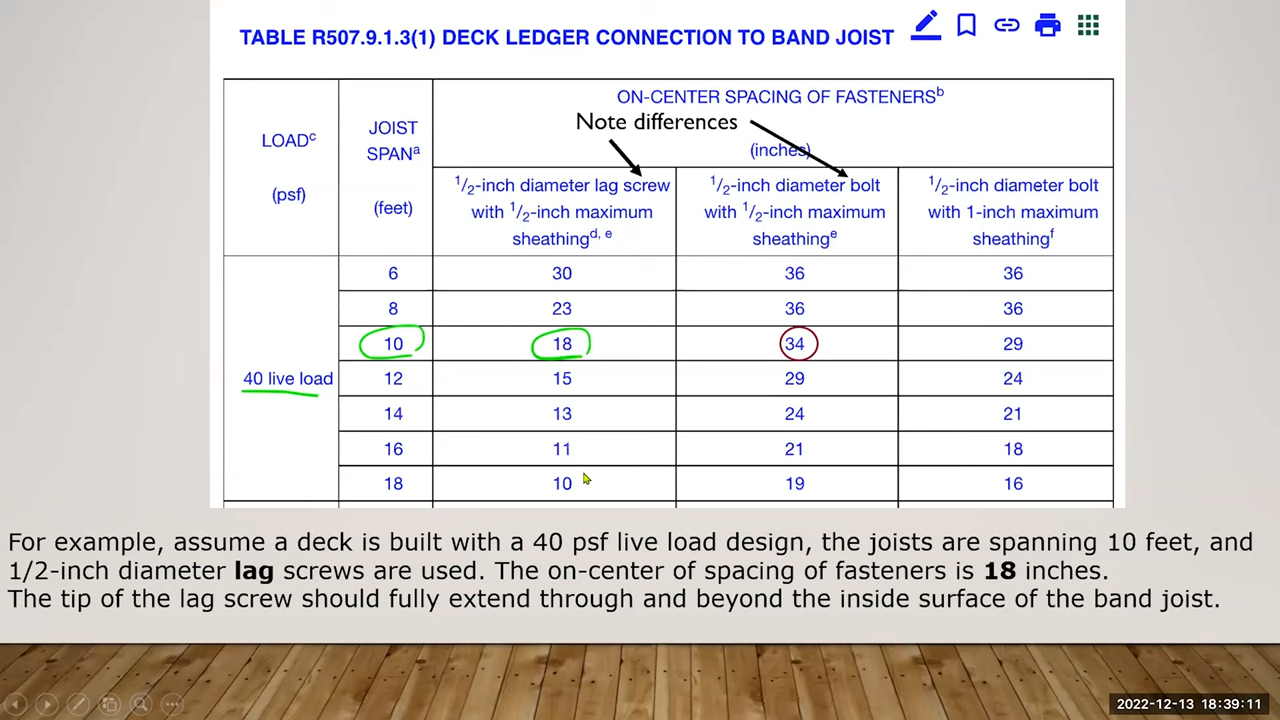 TABLE R507.9.1.3(1) DECK LEDGER CONNECTION TO BAND JOIST
LOADᶜ
(psf)
JOIST
SPANᵃ
(feet)
ON-CENTER SPACING OF FASTENERSᵇ
Note differences
(inches)
1/2-inch diameter lag screw
with 1/2-inch maximum
sheathingᵈ, ᵉ
1/2-inch diameter bolt
with 1/2-inch maximum
sheathingᵉ
1/2-inch diameter bolt
with 1-inch maximum
sheathingᶠ
40 live load
6 30 36 36
8 23 36 36
10 18 34 29
12 15 29 24
14 13 24 21
16 11 21 18
18 10 19 16
For example, assume a deck is built with a 40 psf live load design, the joists are spanning 10 feet, and
1/2-inch diameter lag screws are used. The on-center of spacing of fasteners is 18 inches.
The tip of the lag screw should fully extend through and beyond the inside surface of the band joist.
2022-12-13 18:39:11